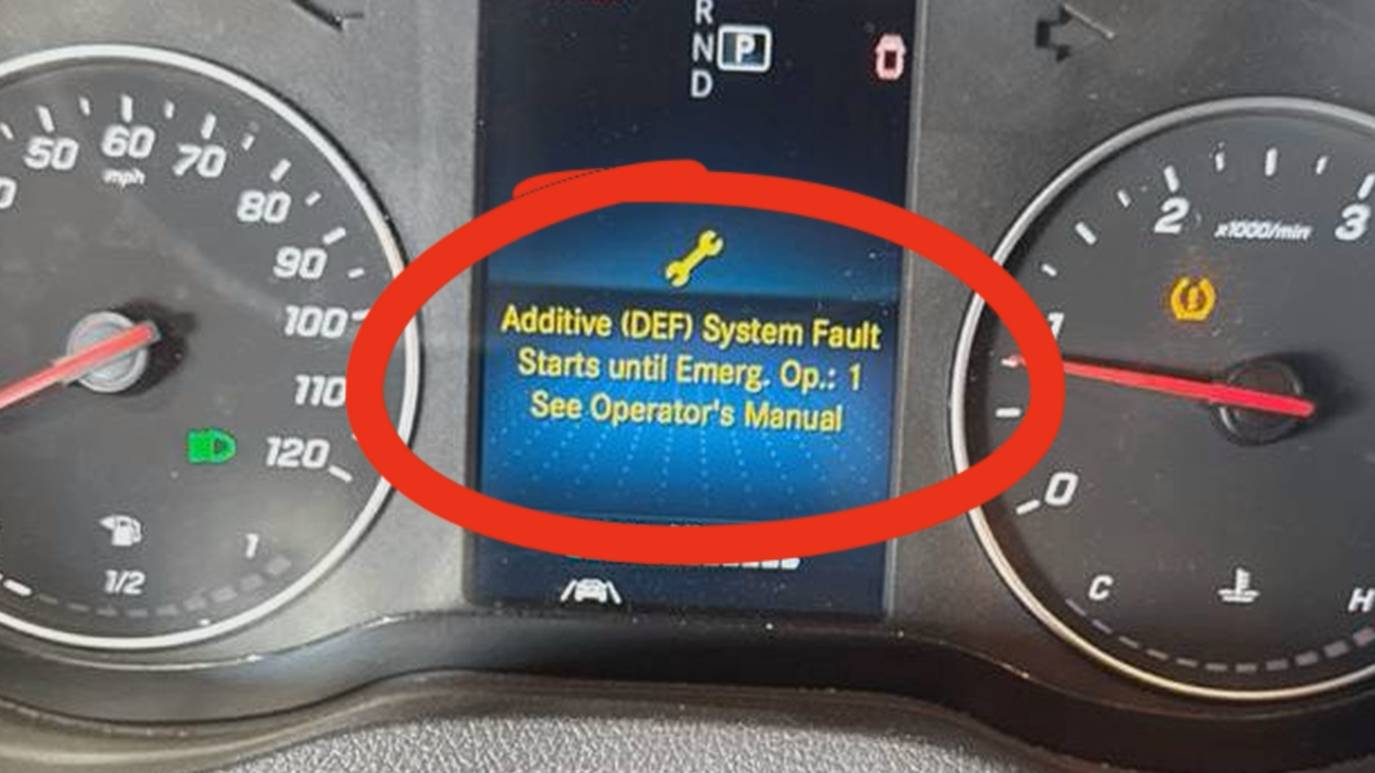 R
N P
D
50 60 70 80 90 100 110 120
mph
Additive (DEF) System Fault
Starts until Emerg. Op.: 1
See Operator's Manual
1/2 1
0 1 2 3
x1000/min
C H